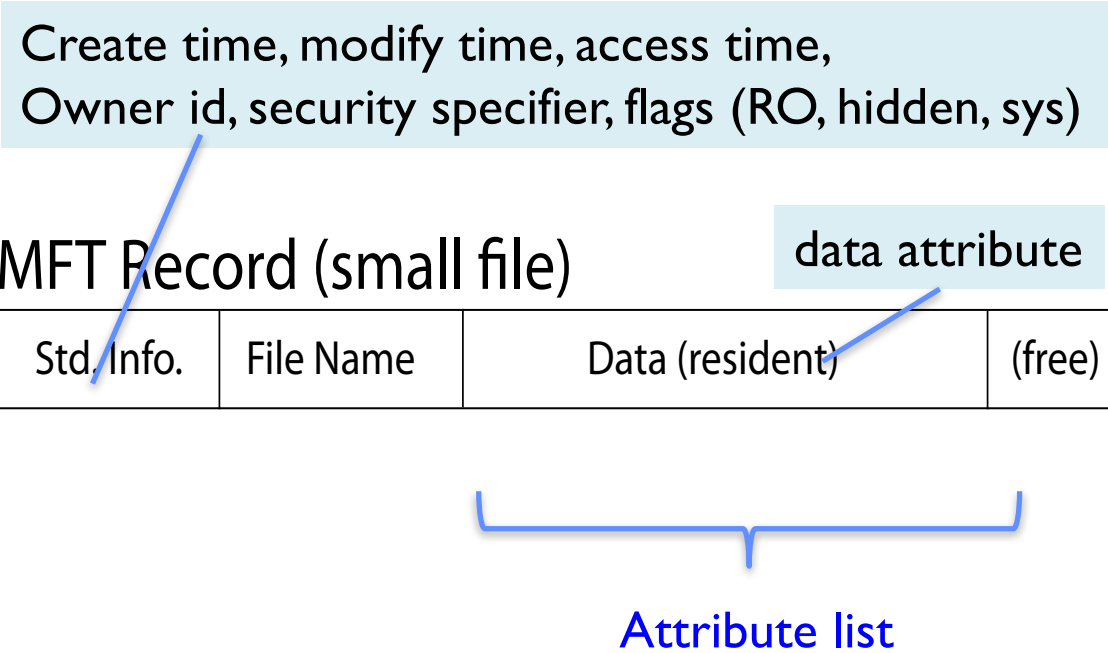 Create time, modify time, access time,
Owner id, security specifier, flags (RO, hidden, sys)
MFT Record (small file)
data attribute
Std. Info.
File Name
Data (resident)
(free)
Attribute list